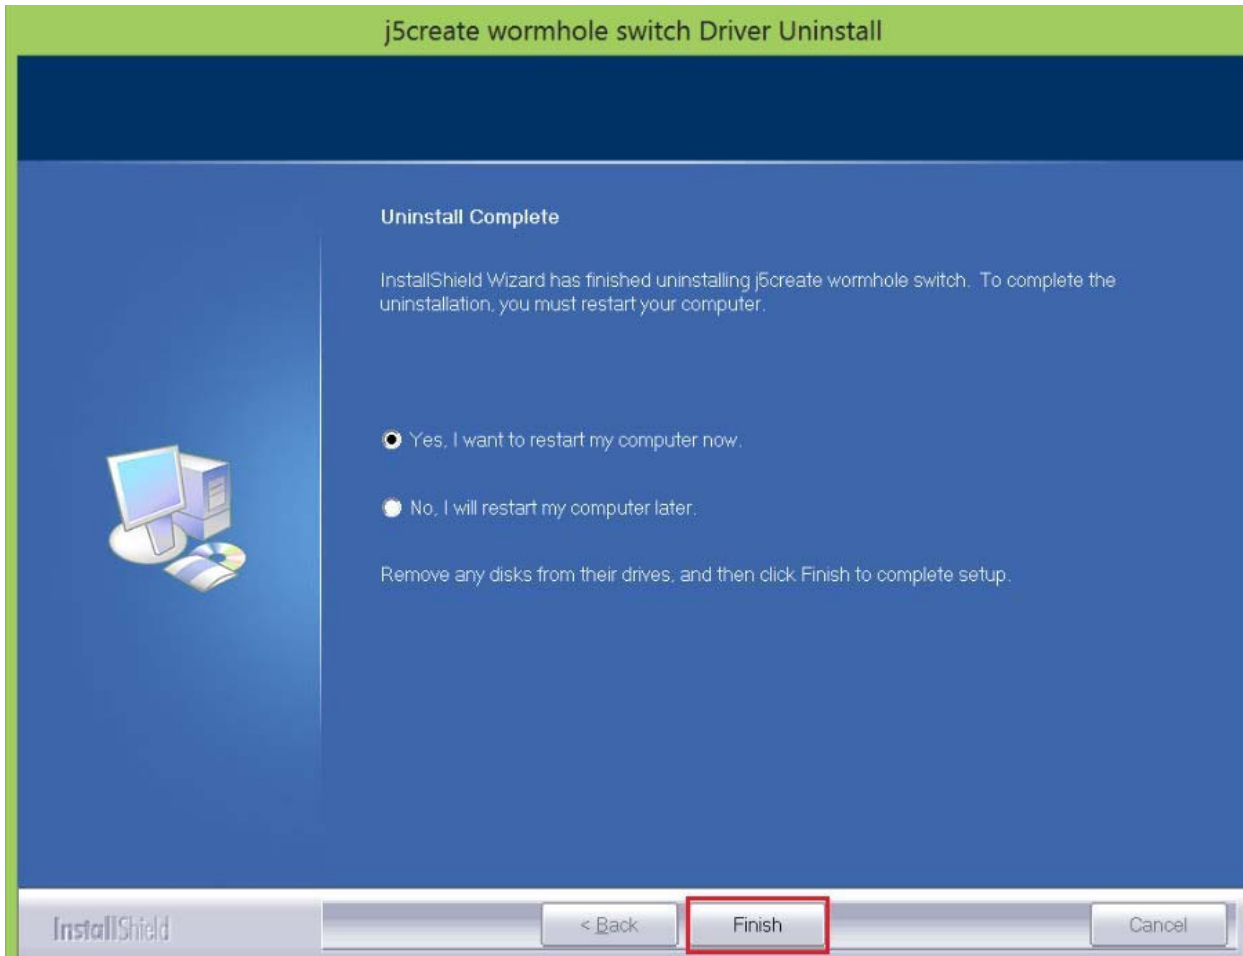 j5create wormhole switch Driver Uninstall
Uninstall Complete
InstallShield Wizard has finished uninstalling j5create wormhole switch. To complete the
uninstallation, you must restart your computer.
Yes, I want to restart my computer now.
No, I will restart my computer later.
Remove any disks from their drives, and then click Finish to complete setup.
InstallShield
< Back
Finish
Cancel